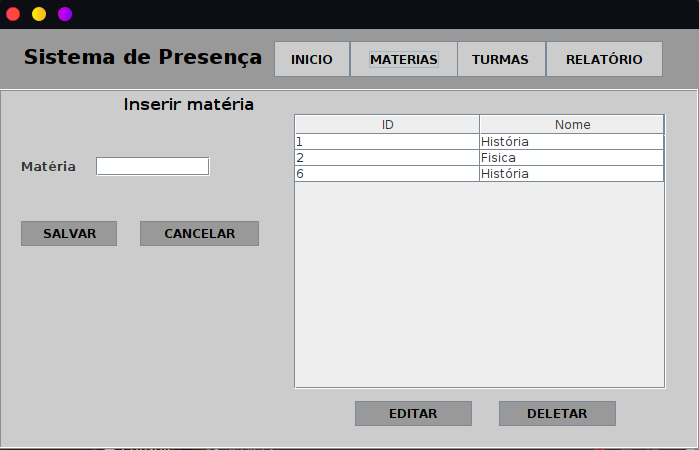 Sistema de Presença INICIO MATERIAS TURMAS RELATÓRIO
Inserir matéria
Matéria
SALVAR CANCELAR
ID Nome
1 História
2 Fisica
6 História
EDITAR DELETAR